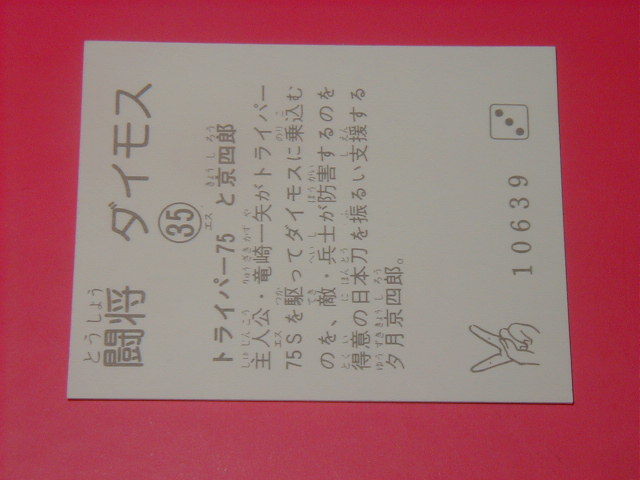 闘将 ダイモス
㉟
トライパー75Sと京四郎
主人公・竜崎一矢がトライパー
75Sを駆ってダイモスに乗込む
のを、敵・兵士が防害するのを
得意の日本刀を振るい支援する
夕月京四郎。
10639